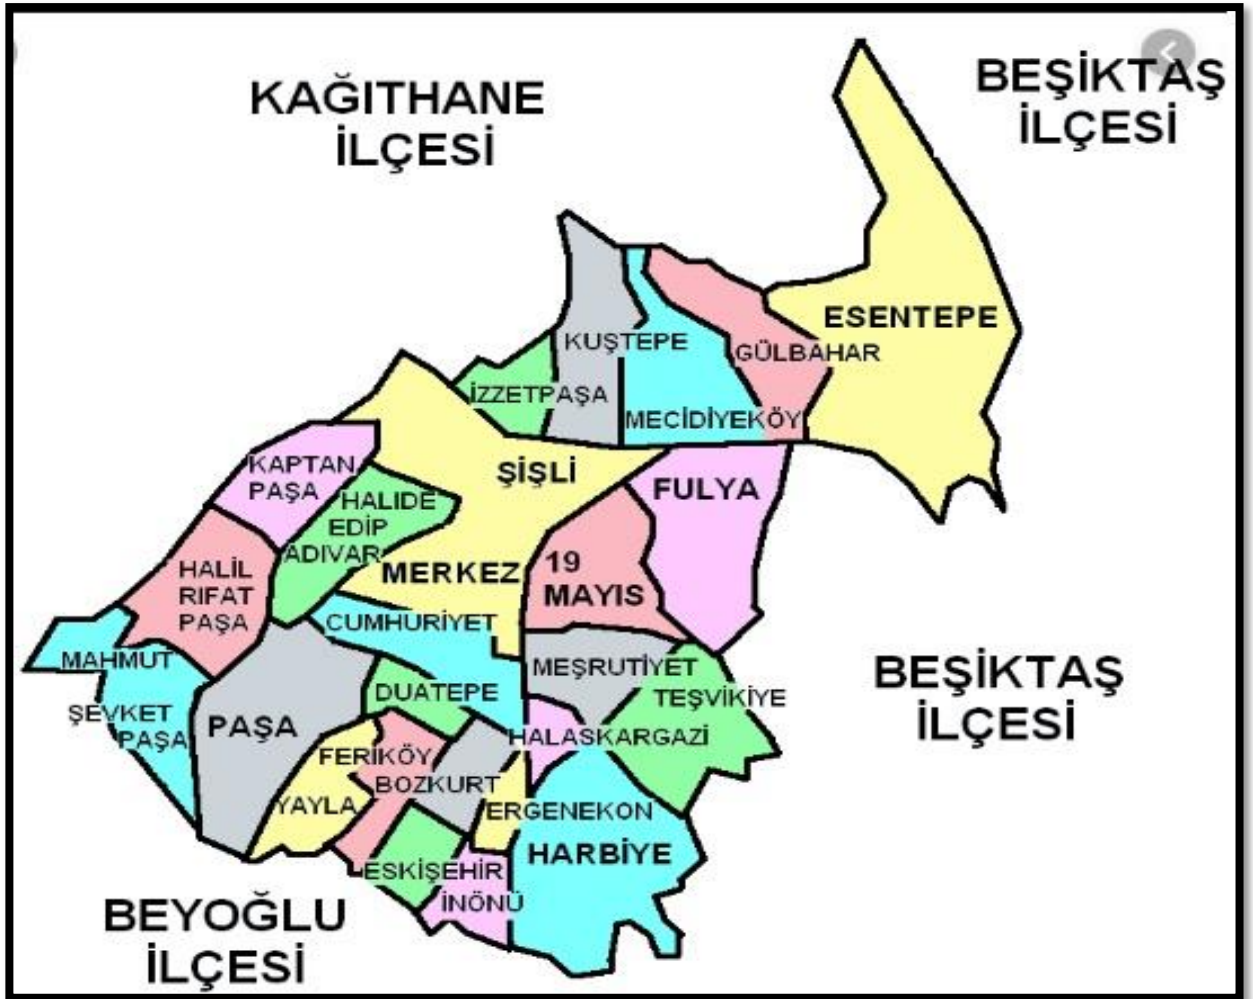 KAĞITHANE
İLÇESİ
BEŞİKTAŞ
İLÇESİ
ESENTEPE
KUŞTEPE
GÜLBAHAR
İZZETPAŞA
MECİDİYEKÖY
KAPTAN
PAŞA
ŞİŞLİ
FULYA
HALIDE
EDİP
ADIVAR
MERKEZ
19
MAYIS
HALİL
RIFAT
PAŞA
CUMHURİYET
MAHMUT
ŞEVKET
PAŞA
MEŞRUTİYET
TEŞVİKİYE
DUATEPE
PAŞA
HALASKARGAZİ
BEŞİKTAŞ
İLÇESİ
FERİKÖY
BOZKURT
YAYLA
ERGENEKON
HARBİYE
ESKİŞEHİR
İNÖNÜ
BEYOĞLU
İLÇESİ